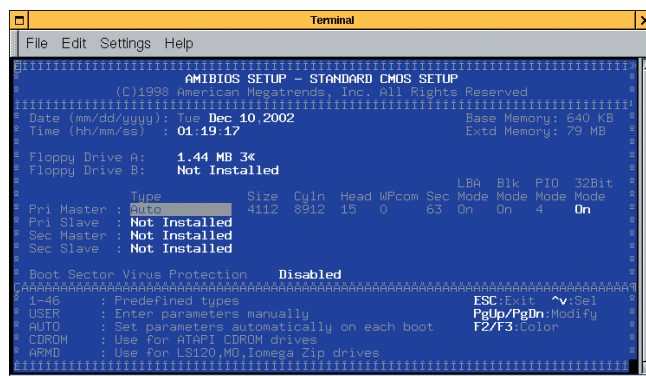 Terminal
File Edit Settings Help
AMIBIOS SETUP – STANDARD CMOS SETUP
(C)1998 American Megatrends, Inc. All Rights Reserved
Date (mm/dd/yyyy): Tue Dec 10,2002 Base Memory: 640 KB
Time (hh/mm/ss) : 01:19:17 Extd Memory: 79 MB
Floppy Drive A: 1.44 MB 3«
Floppy Drive B: Not Installed
LBA Blk PIO 32Bit
Type Size Cyln Head WPcom Sec Mode Mode Mode Mode
Pri Master : Auto 4112 8912 15 0 63 On On 4 On
Pri Slave : Not Installed
Sec Master : Not Installed
Sec Slave : Not Installed
Boot Sector Virus Protection Disabled
1-46 : Predefined types ESC:Exit ^v:Sel
USER : Enter parameters manually PgUp/PgDn:Modify
AUTO : Set parameters automatically on each boot F2/F3:Color
CDROM : Use for ATAPI CDROM drives
ARMD : Use for LS120,MO,Iomega Zip drives